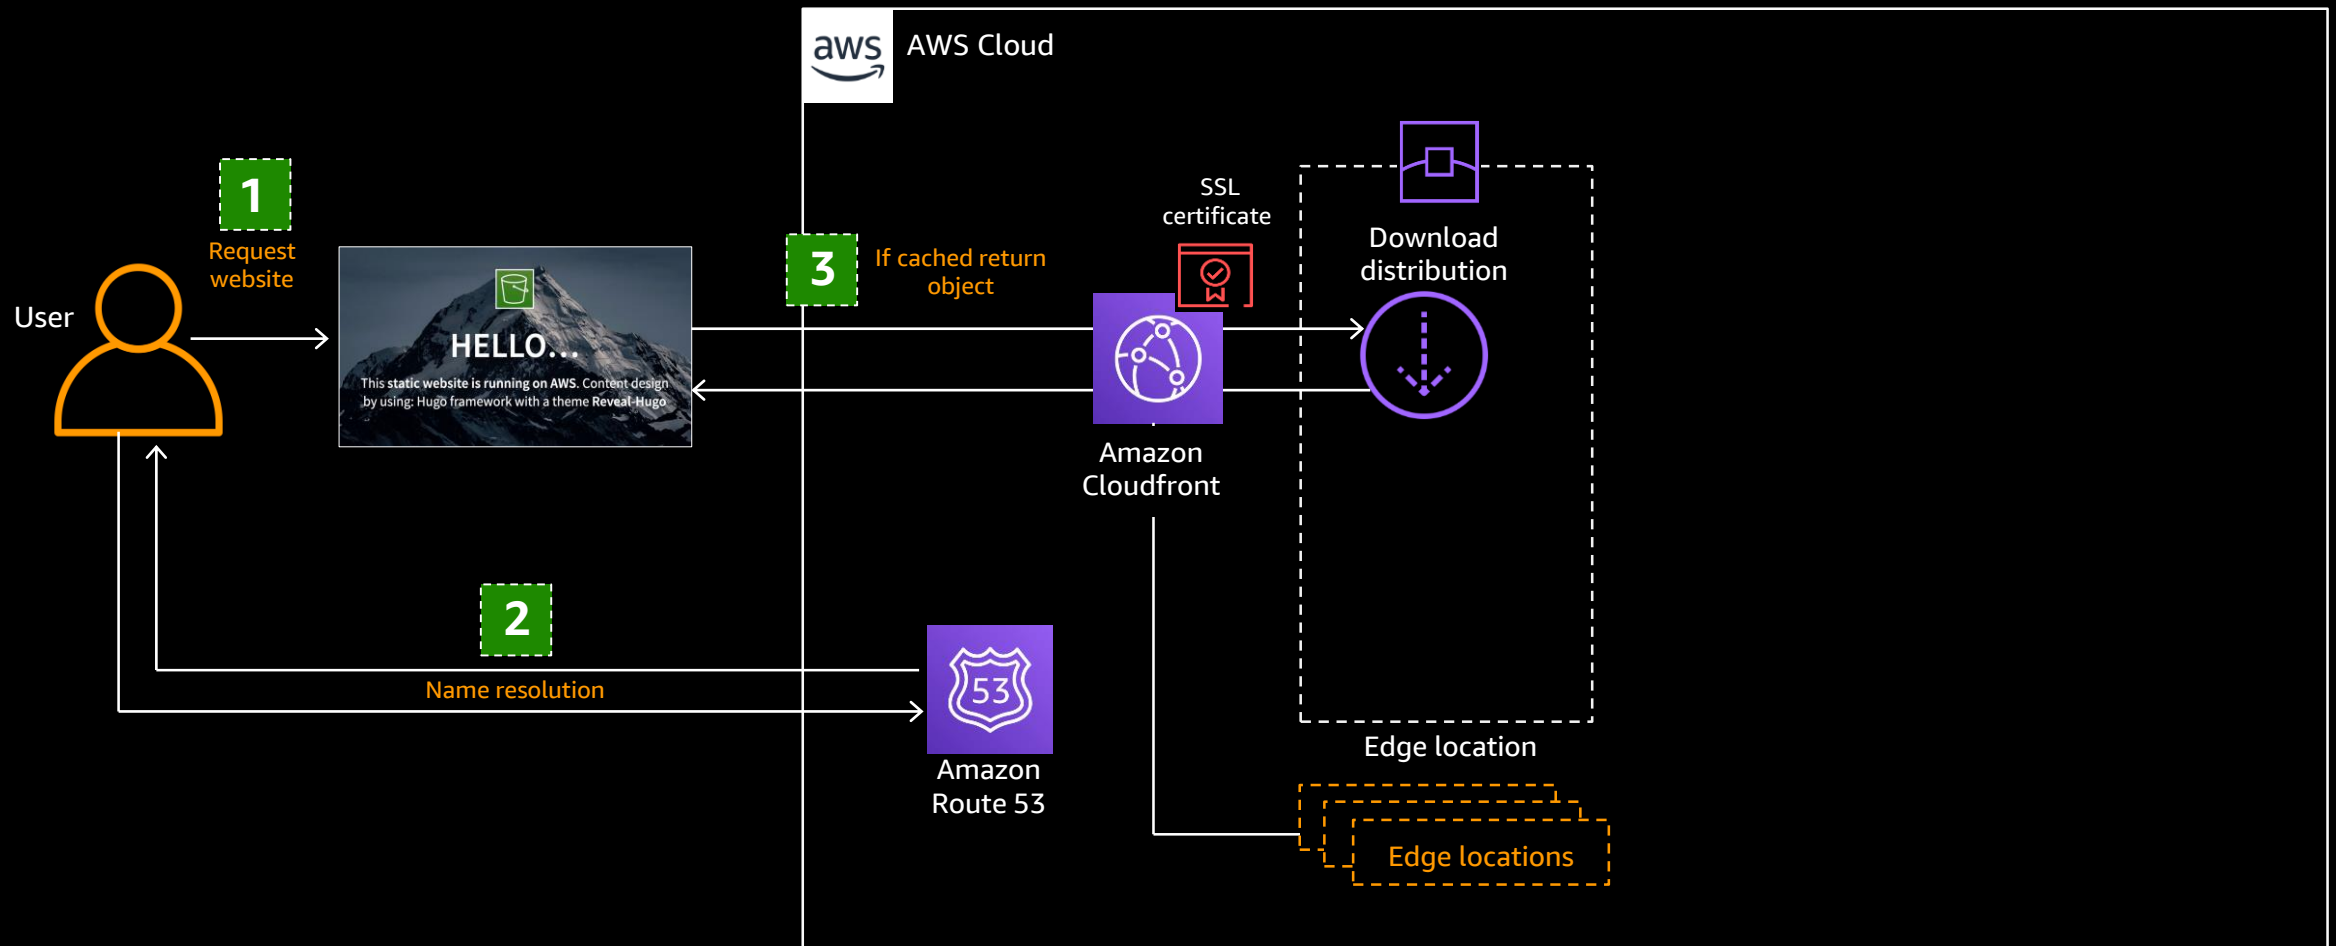 aws
AWS Cloud
1
Request
website
User
HELLO...
This static website is running on AWS. Content design
by using: Hugo framework with a theme Reveal-Hugo
3
If cached return
object
SSL
certificate
Download
distribution
Amazon
Cloudfront
2
Name resolution
53
Amazon
Route 53
Edge location
Edge locations